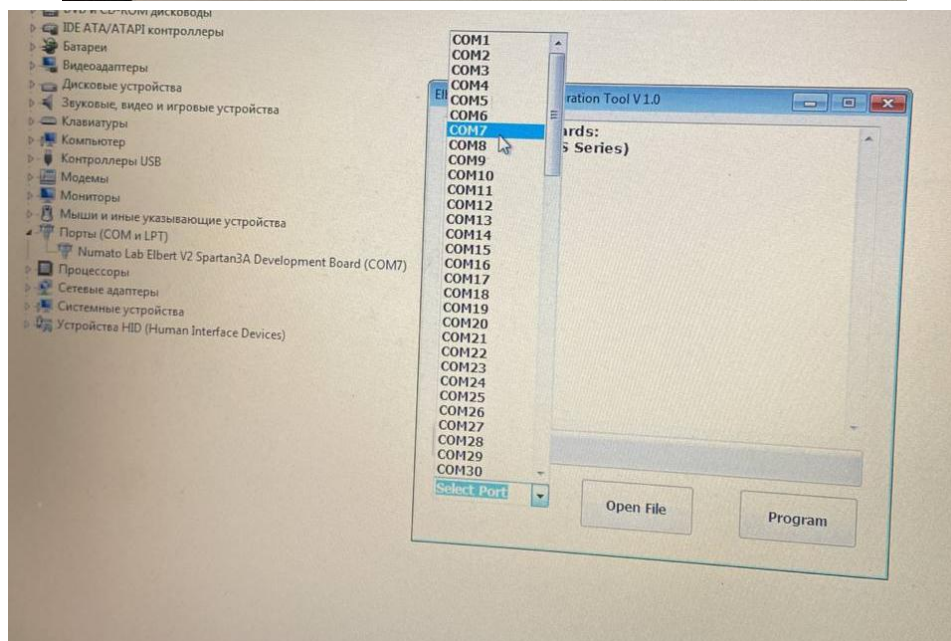 DVD и CD-ROM дисководы
IDE ATA/ATAPI контроллеры
Батареи
Видеоадаптеры
Дисковые устройства
Звуковые, видео и игровые устройства
Клавиатуры
Компьютер
Контроллеры USB
Модемы
Мониторы
Мыши и иные указывающие устройства
Порты (COM и LPT)
Numato Lab Elbert V2 Spartan3A Development Board (COM7)
Процессоры
Сетевые адаптеры
Системные устройства
Устройства HID (Human Interface Devices)
COM1
COM2
COM3
COM4
COM5
COM6
COM7
COM8
COM9
COM10
COM11
COM12
COM13
COM14
COM15
COM16
COM17
COM18
COM19
COM20
COM21
COM22
COM23
COM24
COM25
COM26
COM27
COM28
COM29
COM30
Select Port
El
ration Tool V 1.0
ards:
S Series)
Open File
Program